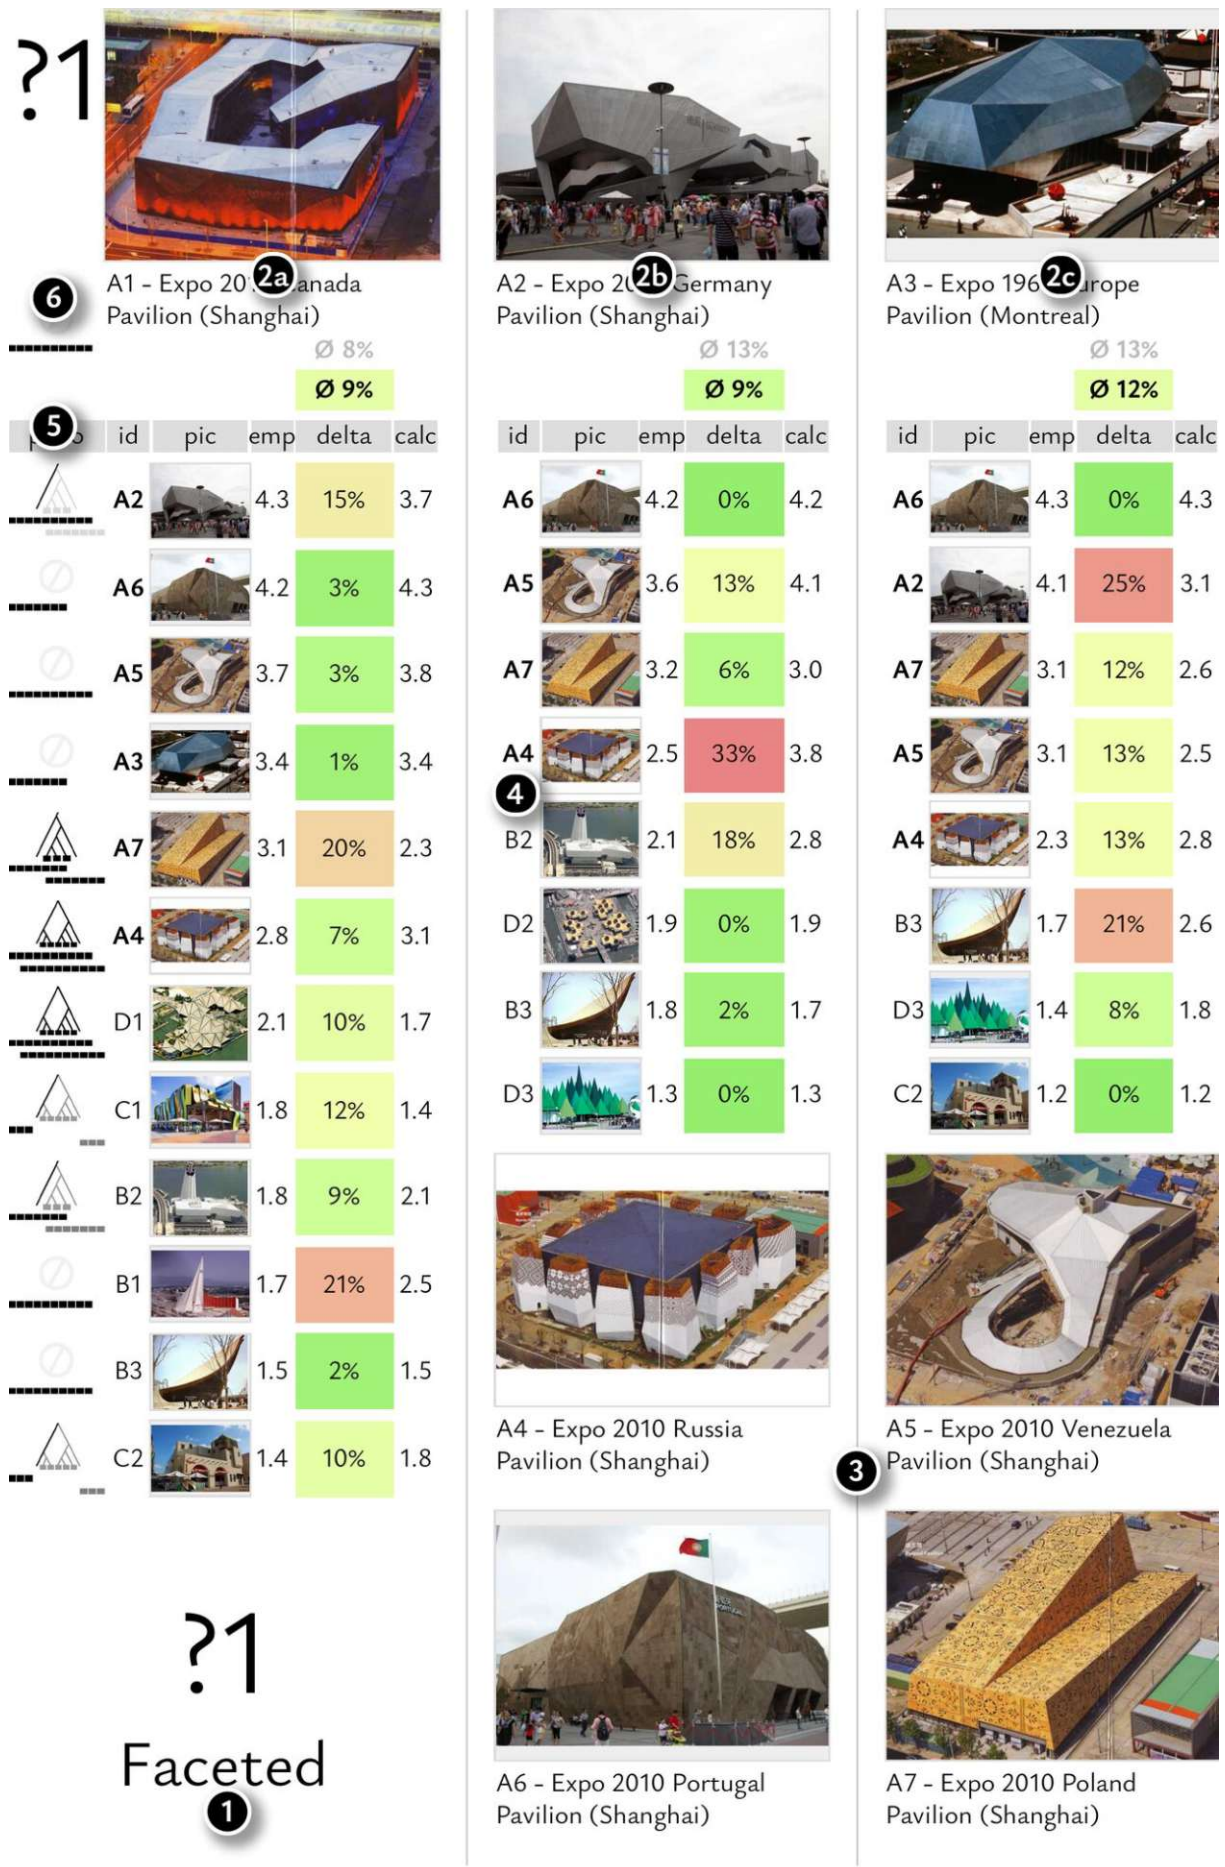 ?1
2a
A1 - Expo 20 anada
Pavilion (Shanghai)
6
Ø 8%
Ø 9%
5
id pic emp delta calc
A2 4.3 15% 3.7
A6 4.2 3% 4.3
A5 3.7 3% 3.8
A3 3.4 1% 3.4
A7 3.1 20% 2.3
A4 2.8 7% 3.1
D1 2.1 10% 1.7
C1 1.8 12% 1.4
B2 1.8 9% 2.1
B1 1.7 21% 2.5
B3 1.5 2% 1.5
C2 1.4 10% 1.8
?1
Faceted
1
2b
A2 - Expo 20 Germany
Pavilion (Shanghai)
Ø 13%
Ø 9%
id pic emp delta calc
A6 4.2 0% 4.2
A5 3.6 13% 4.1
A7 3.2 6% 3.0
A4 2.5 33% 3.8
4
B2 2.1 18% 2.8
D2 1.9 0% 1.9
B3 1.8 2% 1.7
D3 1.3 0% 1.3
A4 - Expo 2010 Russia
Pavilion (Shanghai)
A6 - Expo 2010 Portugal
Pavilion (Shanghai)
2c
A3 - Expo 196 urope
Pavilion (Montreal)
Ø 13%
Ø 12%
id pic emp delta calc
A6 4.3 0% 4.3
A2 4.1 25% 3.1
A7 3.1 12% 2.6
A5 3.1 13% 2.5
A4 2.3 13% 2.8
B3 1.7 21% 2.6
D3 1.4 8% 1.8
C2 1.2 0% 1.2
A5 - Expo 2010 Venezuela
Pavilion (Shanghai)
3
A7 - Expo 2010 Poland
Pavilion (Shanghai)